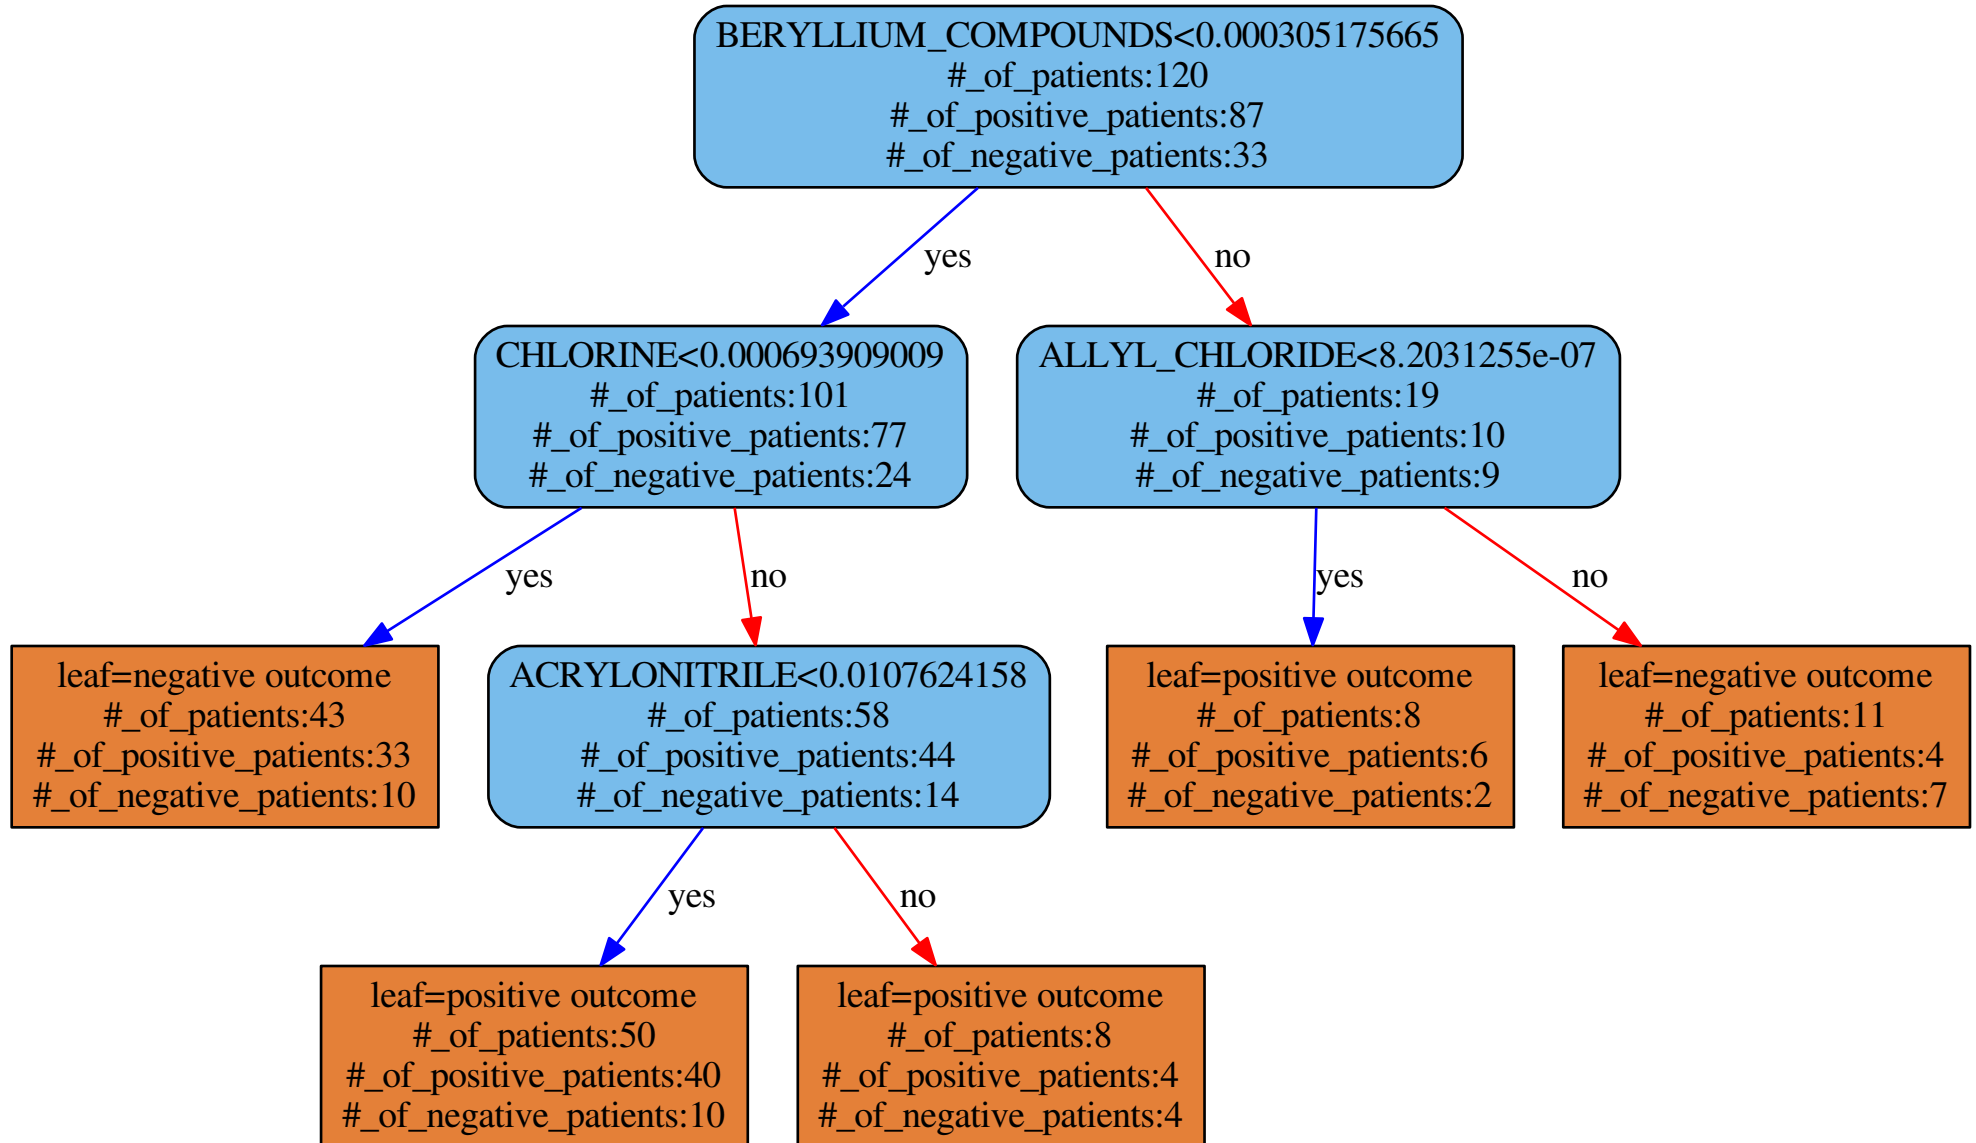 BERYLLIUM_COMPOUNDS<0.000305175665
#_of_patients:120
#_of_positive_patients:87
#_of_negative_patients:33
yes
no
CHLORINE<0.000693909009
#_of_patients:101
#_of_positive_patients:77
#_of_negative_patients:24
ALLYL_CHLORIDE<8.2031255e-07
#_of_patients:19
#_of_positive_patients:10
#_of_negative_patients:9
yes
no
yes
no
leaf=negative outcome
#_of_patients:43
#_of_positive_patients:33
#_of_negative_patients:10
ACRYLONITRILE<0.0107624158
#_of_patients:58
#_of_positive_patients:44
#_of_negative_patients:14
leaf=positive outcome
#_of_patients:8
#_of_positive_patients:6
#_of_negative_patients:2
leaf=negative outcome
#_of_patients:11
#_of_positive_patients:4
#_of_negative_patients:7
yes
no
leaf=positive outcome
#_of_patients:50
#_of_positive_patients:40
#_of_negative_patients:10
leaf=positive outcome
#_of_patients:8
#_of_positive_patients:4
#_of_negative_patients:4